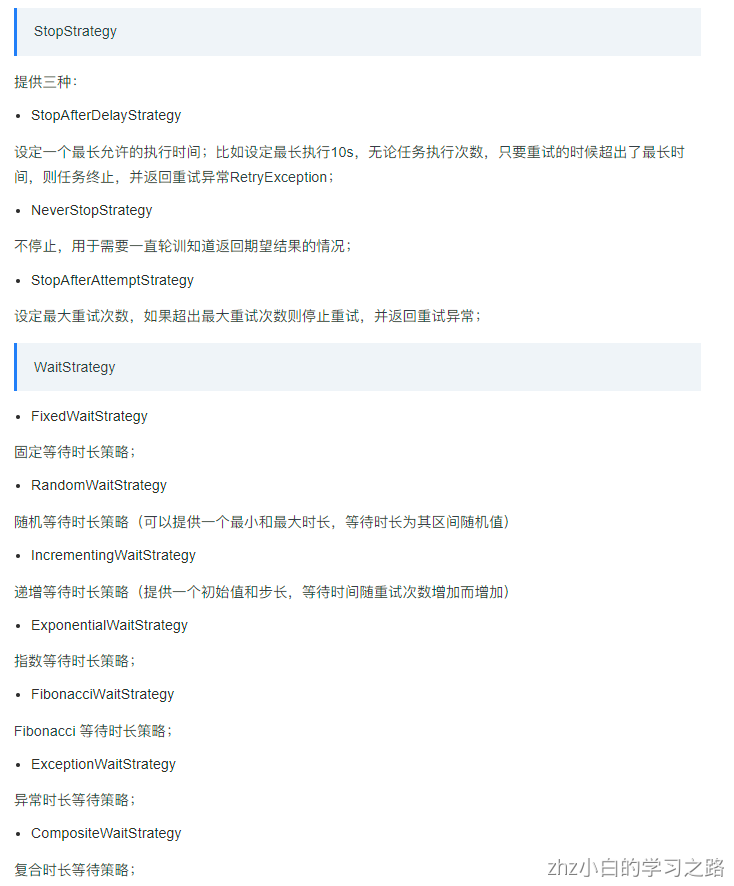 StopStrategy
提供三种：
• StopAfterDelayStrategy
设定一个最长允许的执行时间；比如设定最长执行10s，无论任务执行次数，只要重试的时候超出了最长时
间，则任务终止，并返回重试异常RetryException；
• NeverStopStrategy
不停止，用于需要一直轮训知道返回期望结果的情况；
• StopAfterAttemptStrategy
设定最大重试次数，如果超出最大重试次数则停止重试，并返回重试异常；
WaitStrategy
• FixedWaitStrategy
固定等待时长策略；
• RandomWaitStrategy
随机等待时长策略（可以提供一个最小和最大时长，等待时长为其区间随机值）
• IncrementingWaitStrategy
递增等待时长策略（提供一个初始值和步长，等待时间随重试次数增加而增加）
• ExponentialWaitStrategy
指数等待时长策略；
• FibonacciWaitStrategy
Fibonacci 等待时长策略；
• ExceptionWaitStrategy
异常时长等待策略；
• CompositeWaitStrategy
复合时长等待策略；
zhz小白的学习之路